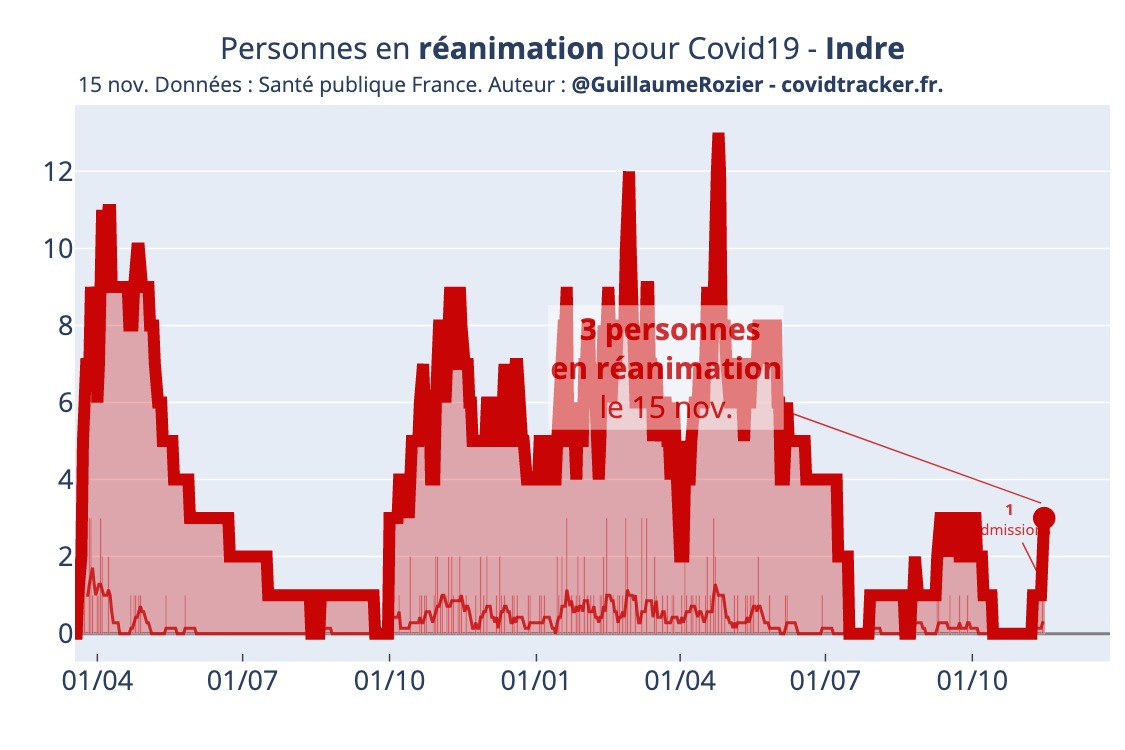 Personnes en réanimation pour Covid19 - Indre
15 nov. Données : Santé publique France. Auteur : @GuillaumeRozier - covidtracker.fr.
12
10
8
6
4
2
0
3 personnes
en réanimation
le 15 nov.
1
dmission
01/04
01/07
01/10
01/01
01/04
01/07
01/10